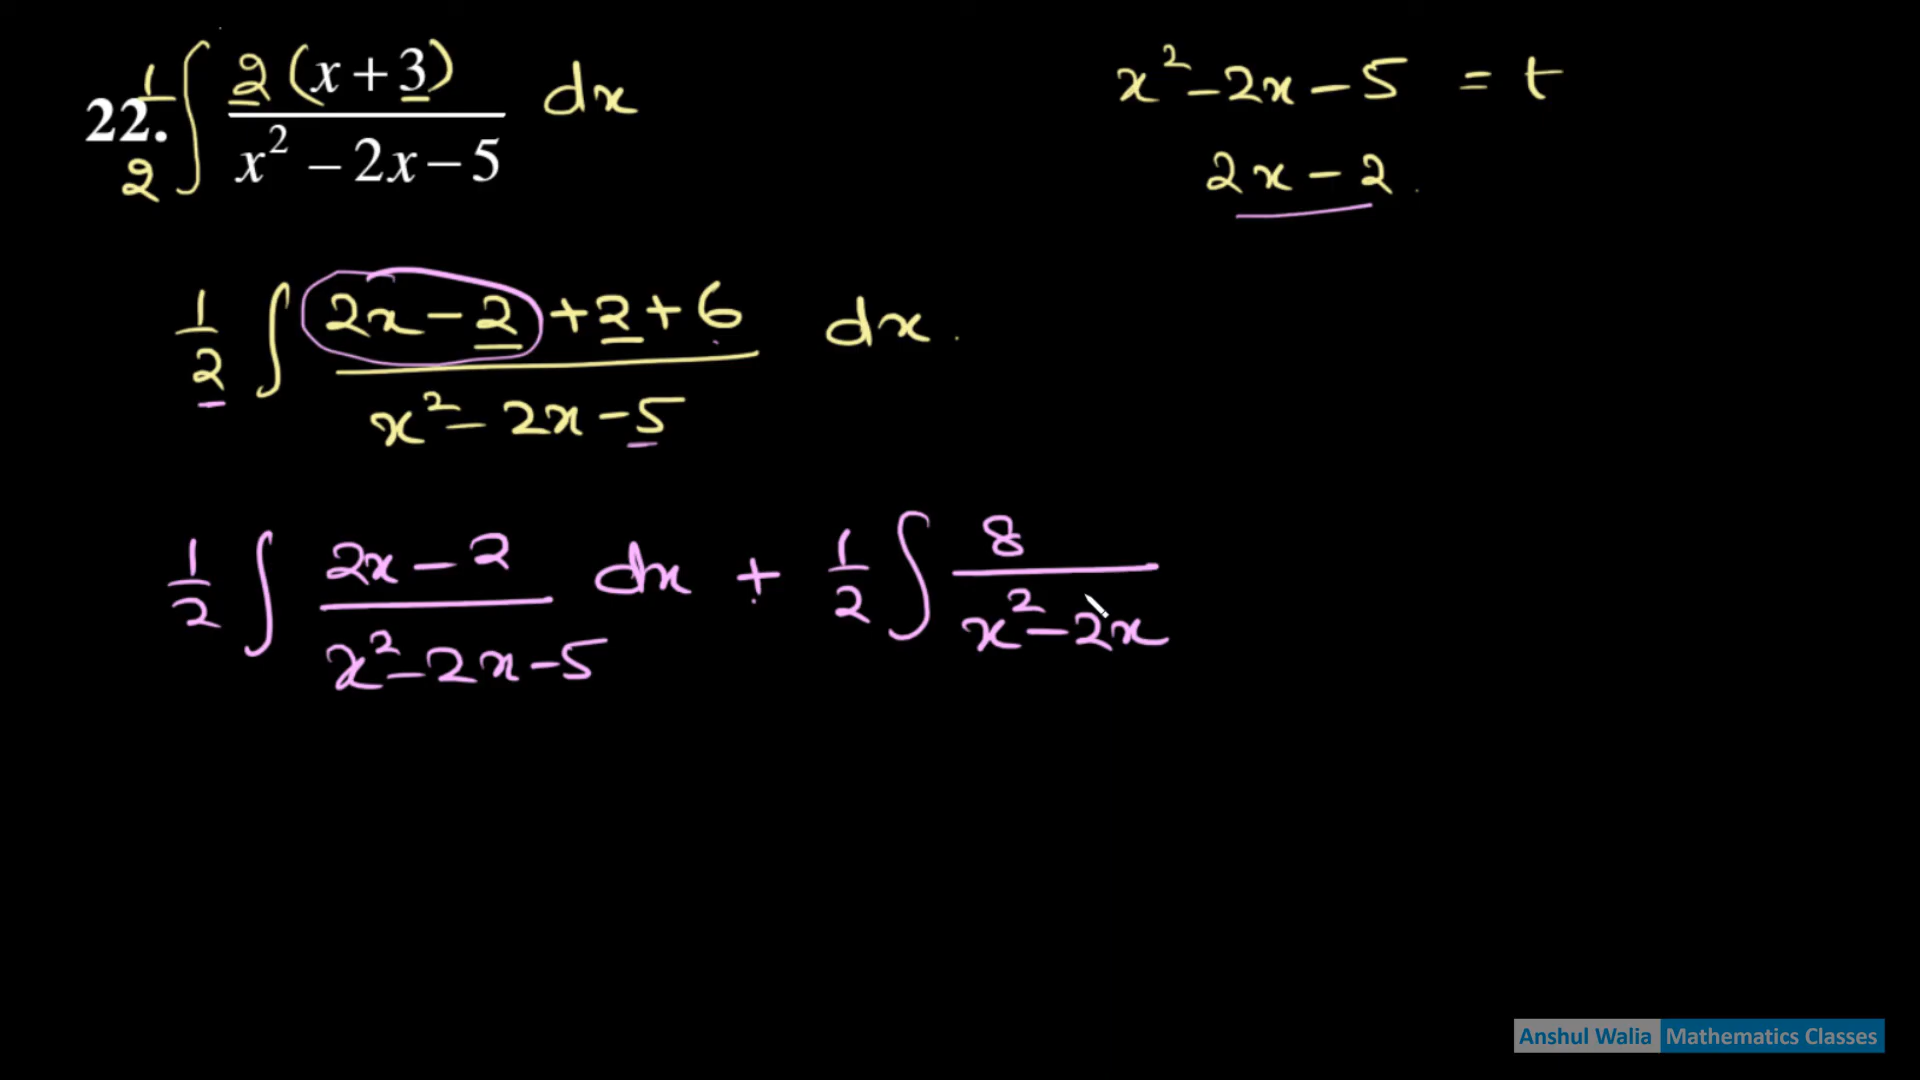 22. 1/2 ∫ 2(x+3)/(x² – 2x – 5) dx
x² – 2x – 5 = t
2x – 2
1/2 ∫ (2x – 2 + 2 + 6)/(x² – 2x – 5) dx.
1/2 ∫ (2x – 2)/(x² – 2x – 5) dx + 1/2 ∫ 8/(x² – 2x
Anshul Walia Mathematics Classes